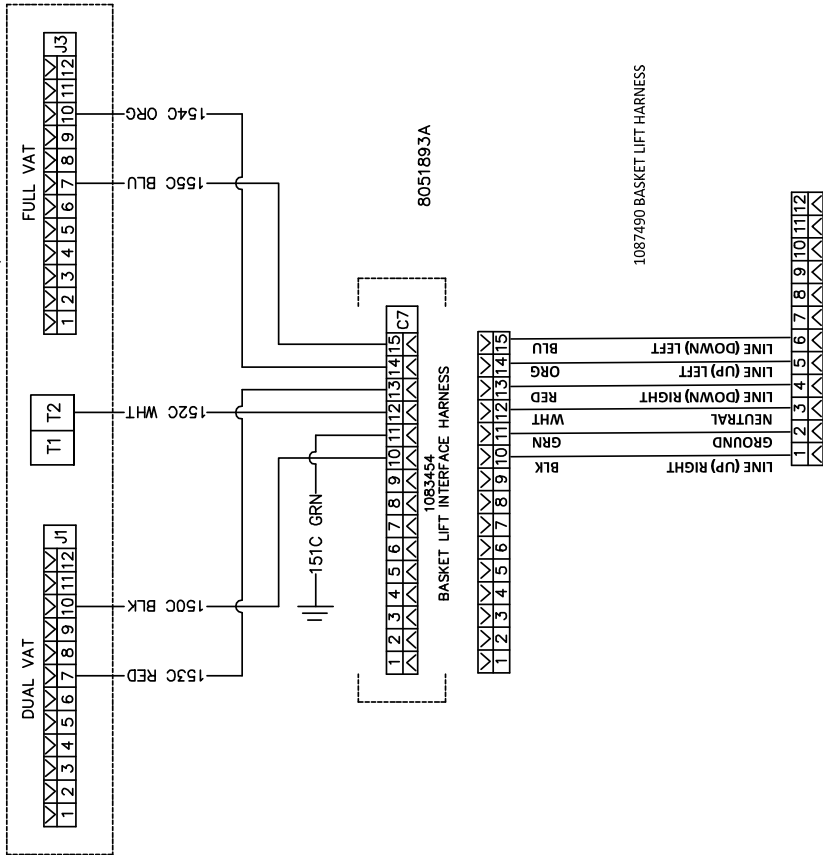 FULL VAT
1 2 3 4 5 6 7 8 9 10 11 12 J3
154C ORG
155C BLU
T1 T2
152C WHT
DUAL VAT
1 2 3 4 5 6 7 8 9 10 11 12 J1
150C BLK
153C RED
151C GRN
8051893A
1 2 3 4 5 6 7 8 9 10 11 12 13 14 15 C7
1083454
BASKET LIFT INTERFACE HARNESS
1087490 BASKET LIFT HARNESS
1 2 3 4 5 6 7 8 9 10 11 12 13 14 15
BLU LINE (DOWN) LEFT
ORG LINE (UP) LEFT
RED LINE (DOWN) RIGHT
WHT NEUTRAL
GRN GROUND
BLK LINE (UP) RIGHT
1 2 3 4 5 6 7 8 9 10 11 12